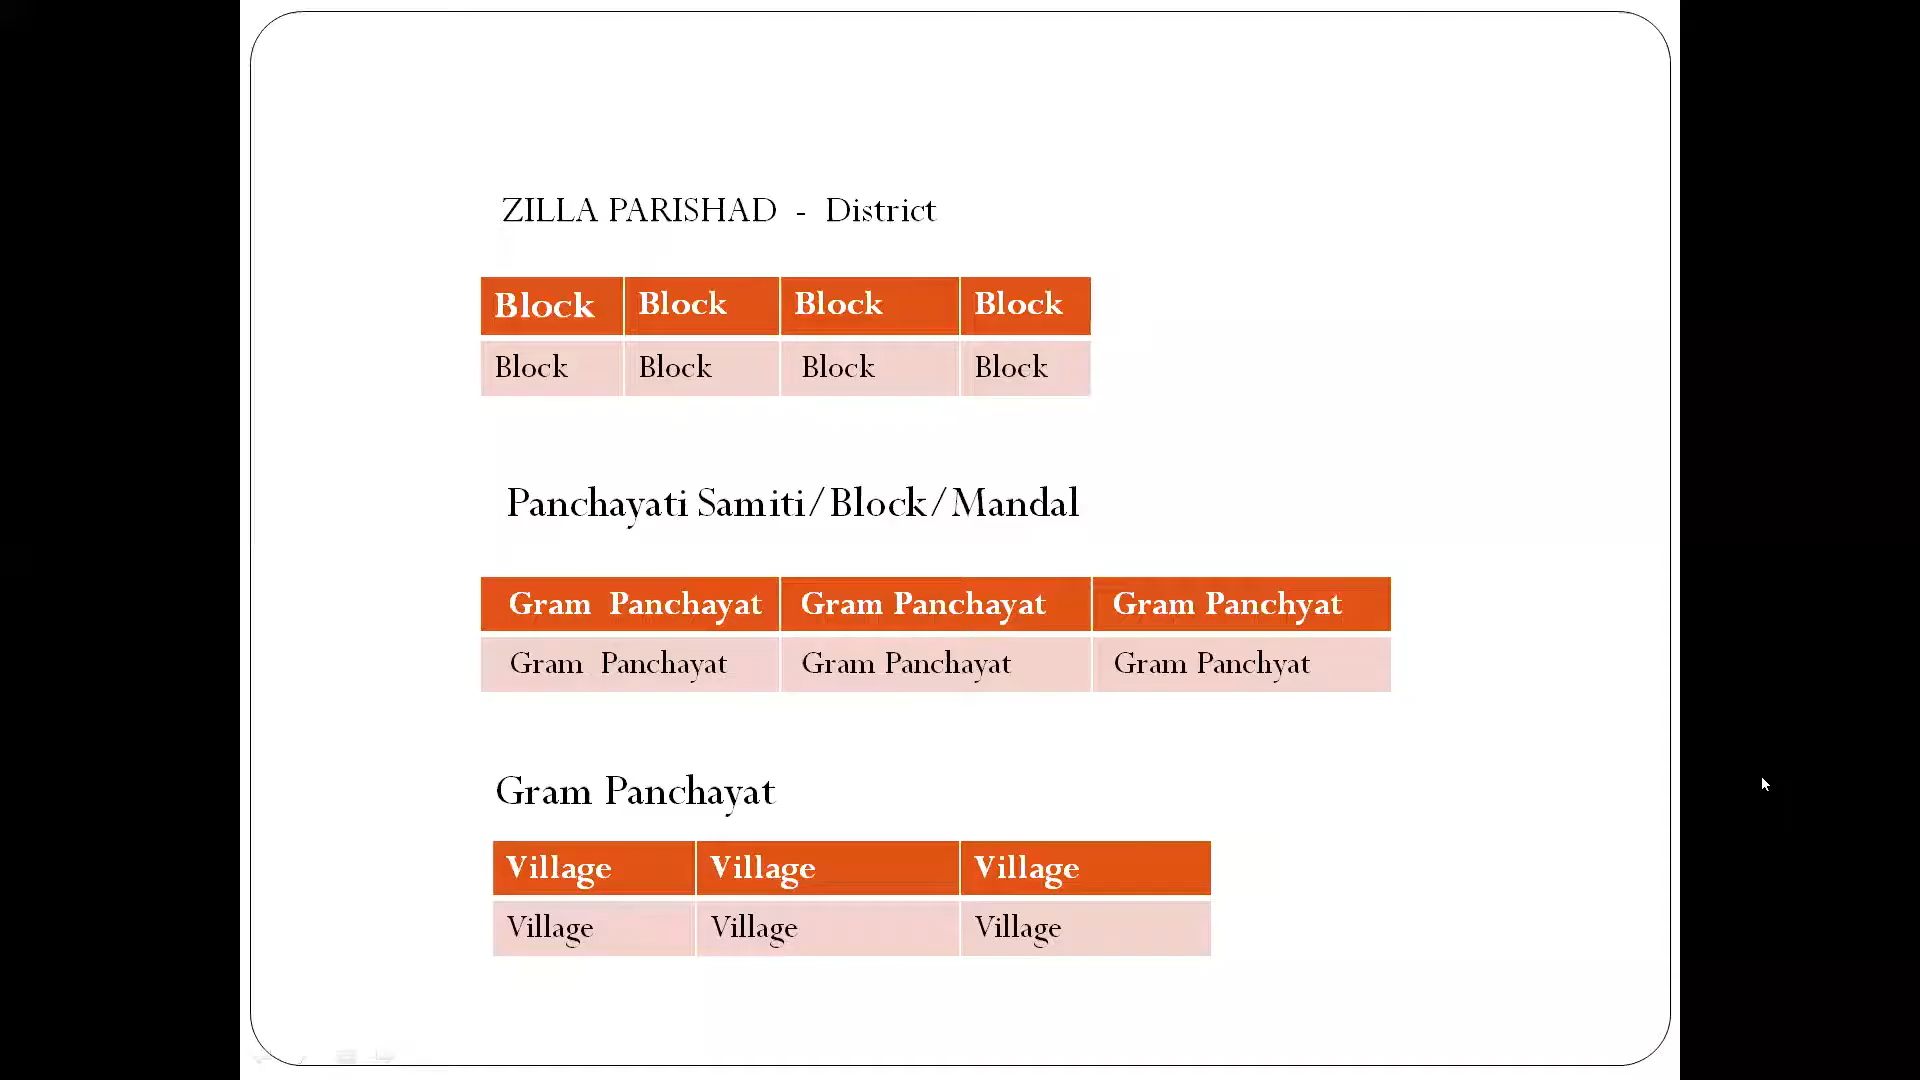 ZILLA PARISHAD - District
Block Block Block Block
Block Block Block Block
Panchayati Samiti/Block/Mandal
Gram Panchayat Gram Panchayat Gram Panchyat
Gram Panchayat Gram Panchayat Gram Panchyat
Gram Panchayat
Village Village Village
Village Village Village